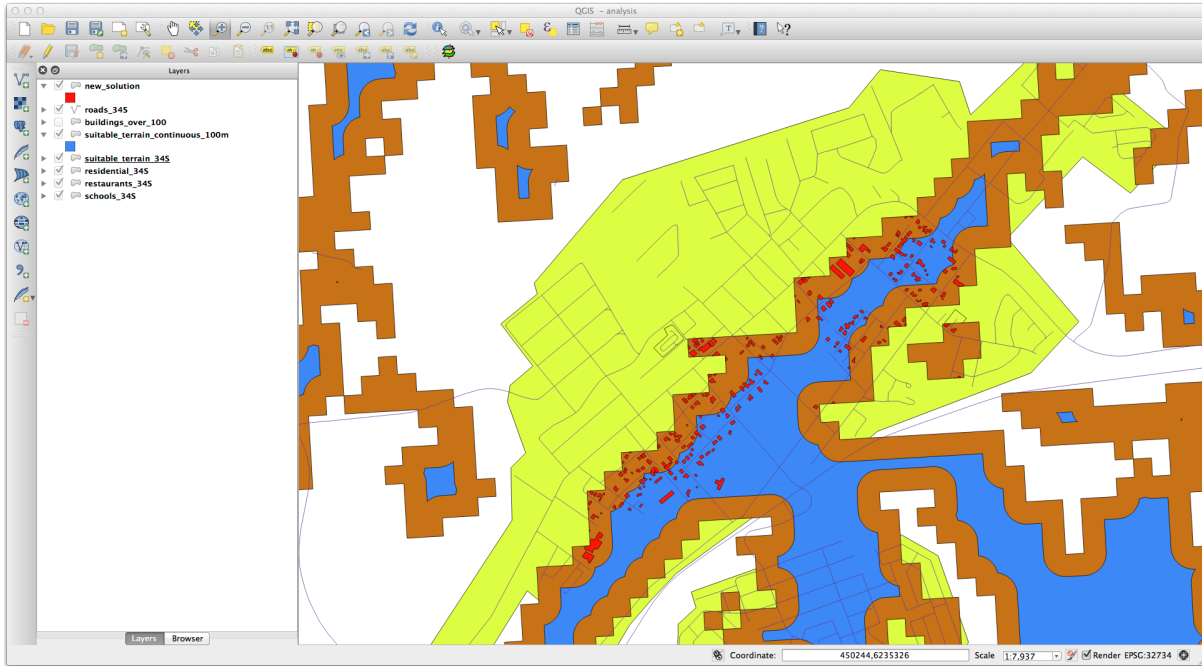 QGIS - analysis
Layers
new_solution
roads_34S
buildings_over_100
suitable_terrain_continuous_100m
suitable_terrain_34S
residential_34S
restaurants_34S
schools_34S
Layers Browser
Coordinate: 450244,6235326 Scale 1:7,937 Render EPSG:32734